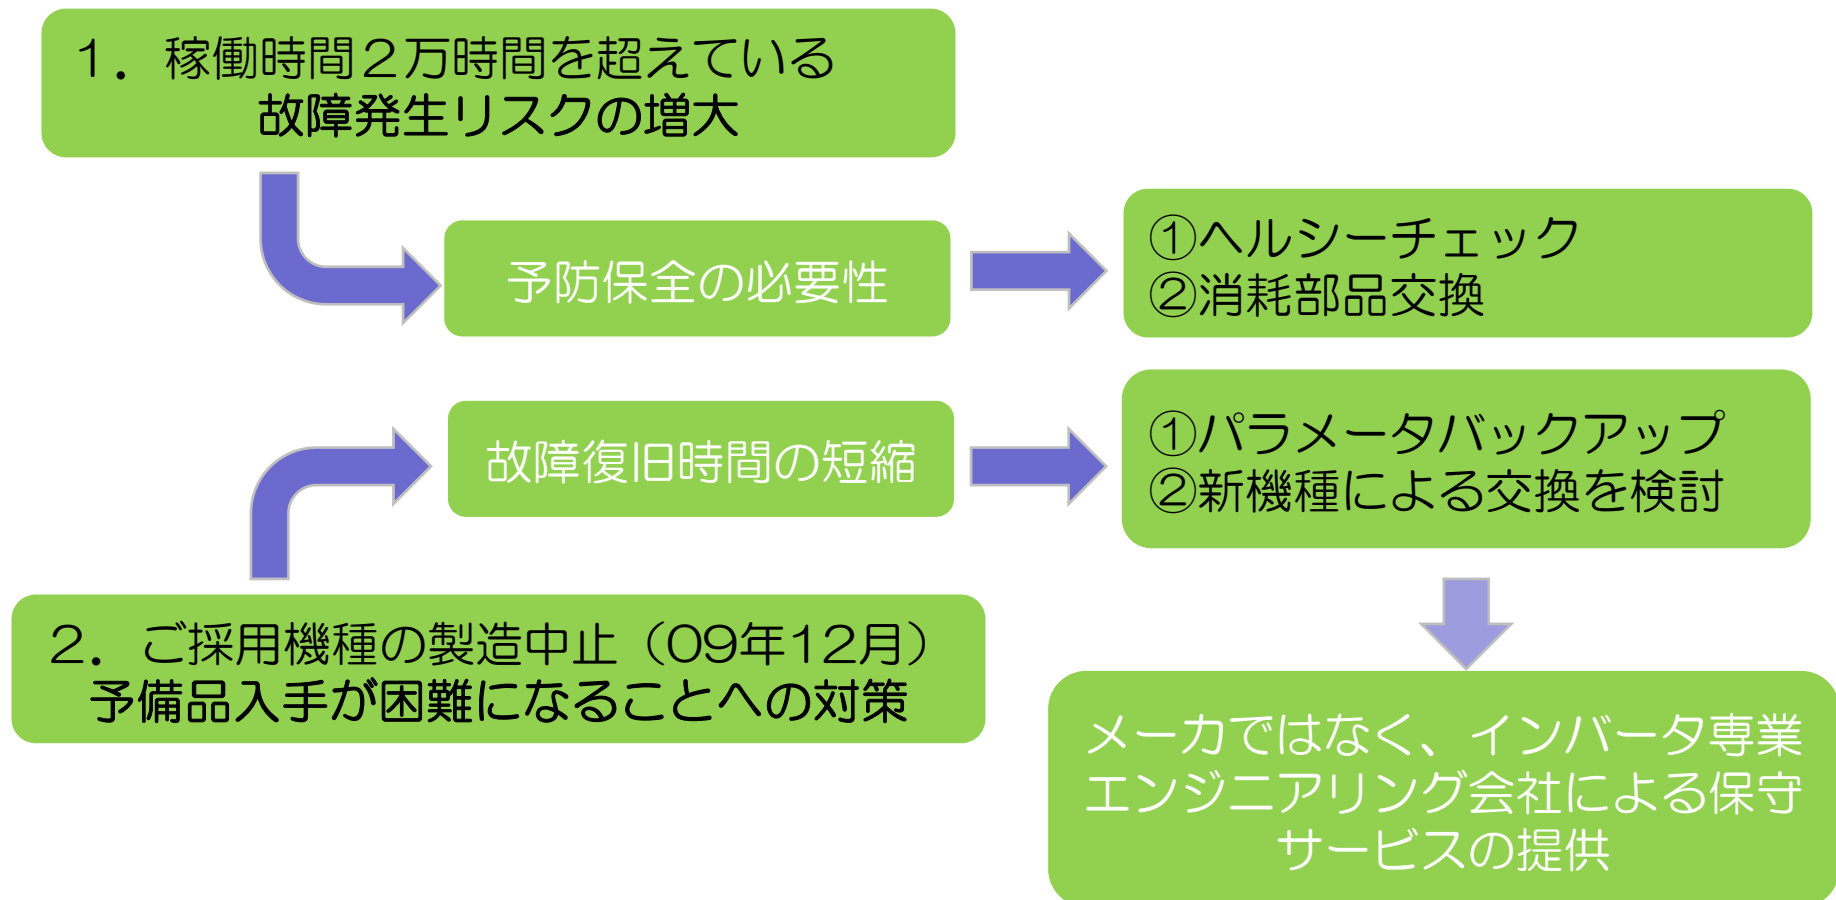 １．稼働時間２万時間を超えている
故障発生リスクの増大
予防保全の必要性
①ヘルシーチェック
②消耗部品交換
故障復旧時間の短縮
①パラメータバックアップ
②新機種による交換を検討
２．ご採用機種の製造中止（09年12月）
予備品入手が困難になることへの対策
メーカではなく、インバータ専業
エンジニアリング会社による保守
サービスの提供